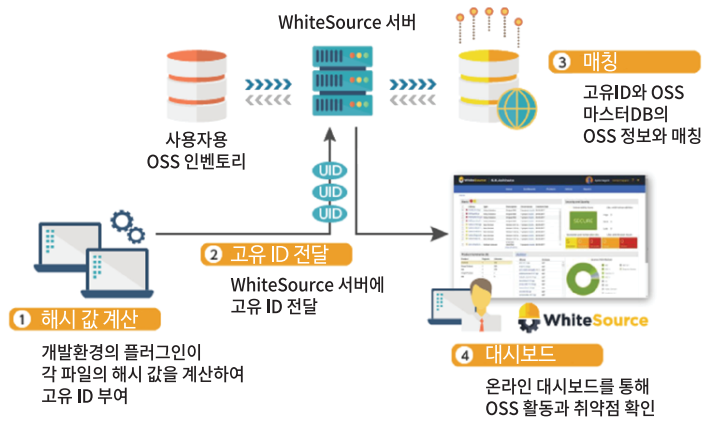 WhiteSource 서버
3 매칭
고유ID와 OSS
마스터DB의
OSS 정보와 매칭
사용자용
OSS 인벤토리
UID
UID
UID
2 고유 ID 전달
WhiteSource 서버에
고유 ID 전달
1 해시 값 계산
개발환경의 플러그인이
각 파일의 해시 값을 계산하여
고유 ID 부여
WhiteSource
SECURE
WhiteSource
4 대시보드
온라인 대시보드를 통해
OSS 활동과 취약점 확인